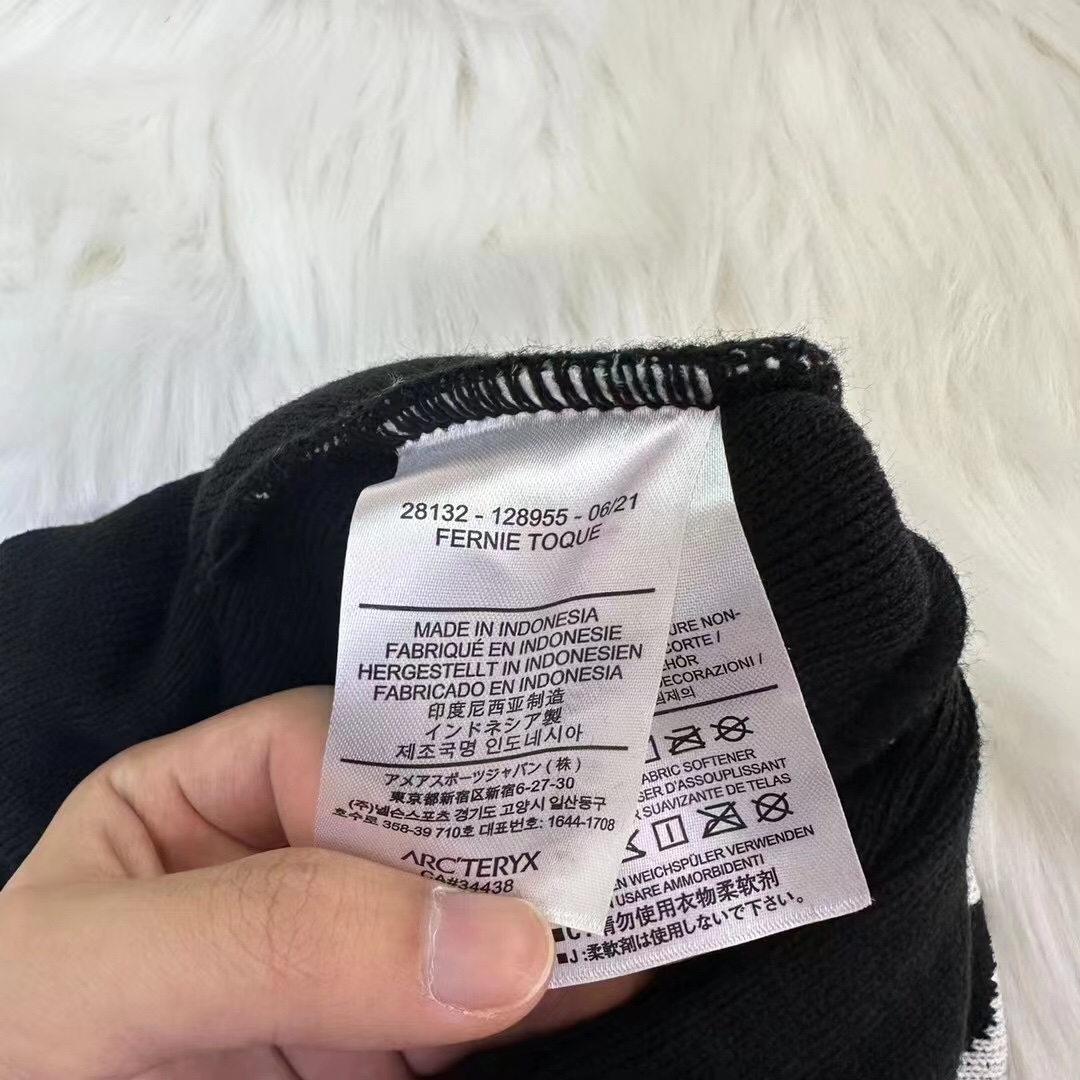 28132 - 128955 - 06/21
FERNIE TOQUE
MADE IN INDONESIA
FABRIQUÉ EN INDONESIE
HERGESTELLT IN INDONESIEN
FABRICADO EN INDONESIA
印度尼西亚制造
インドネシア製
제조국명 인도네시아
アメアスポーツジャパン(株)
東京都新宿区新宿6-27-30
(주)넬슨스포츠 경기도 고양시 일산동구
호수로 358-39 710호 대표번호: 1644-1708
ARC'TERYX
CA#34438
URE NON-
CORTE /
EHÖR
DECORAZIONI /
ABRIC SOFTENER
SER D'ASSOUPLISSANT
SUAVIZANTE DE TELAS
N WEICHSPÜLER VERWENDEN
USARE AMMORBIDENTI
请勿使用衣物柔软剂
■J :柔軟剤は使用しないで下さい。